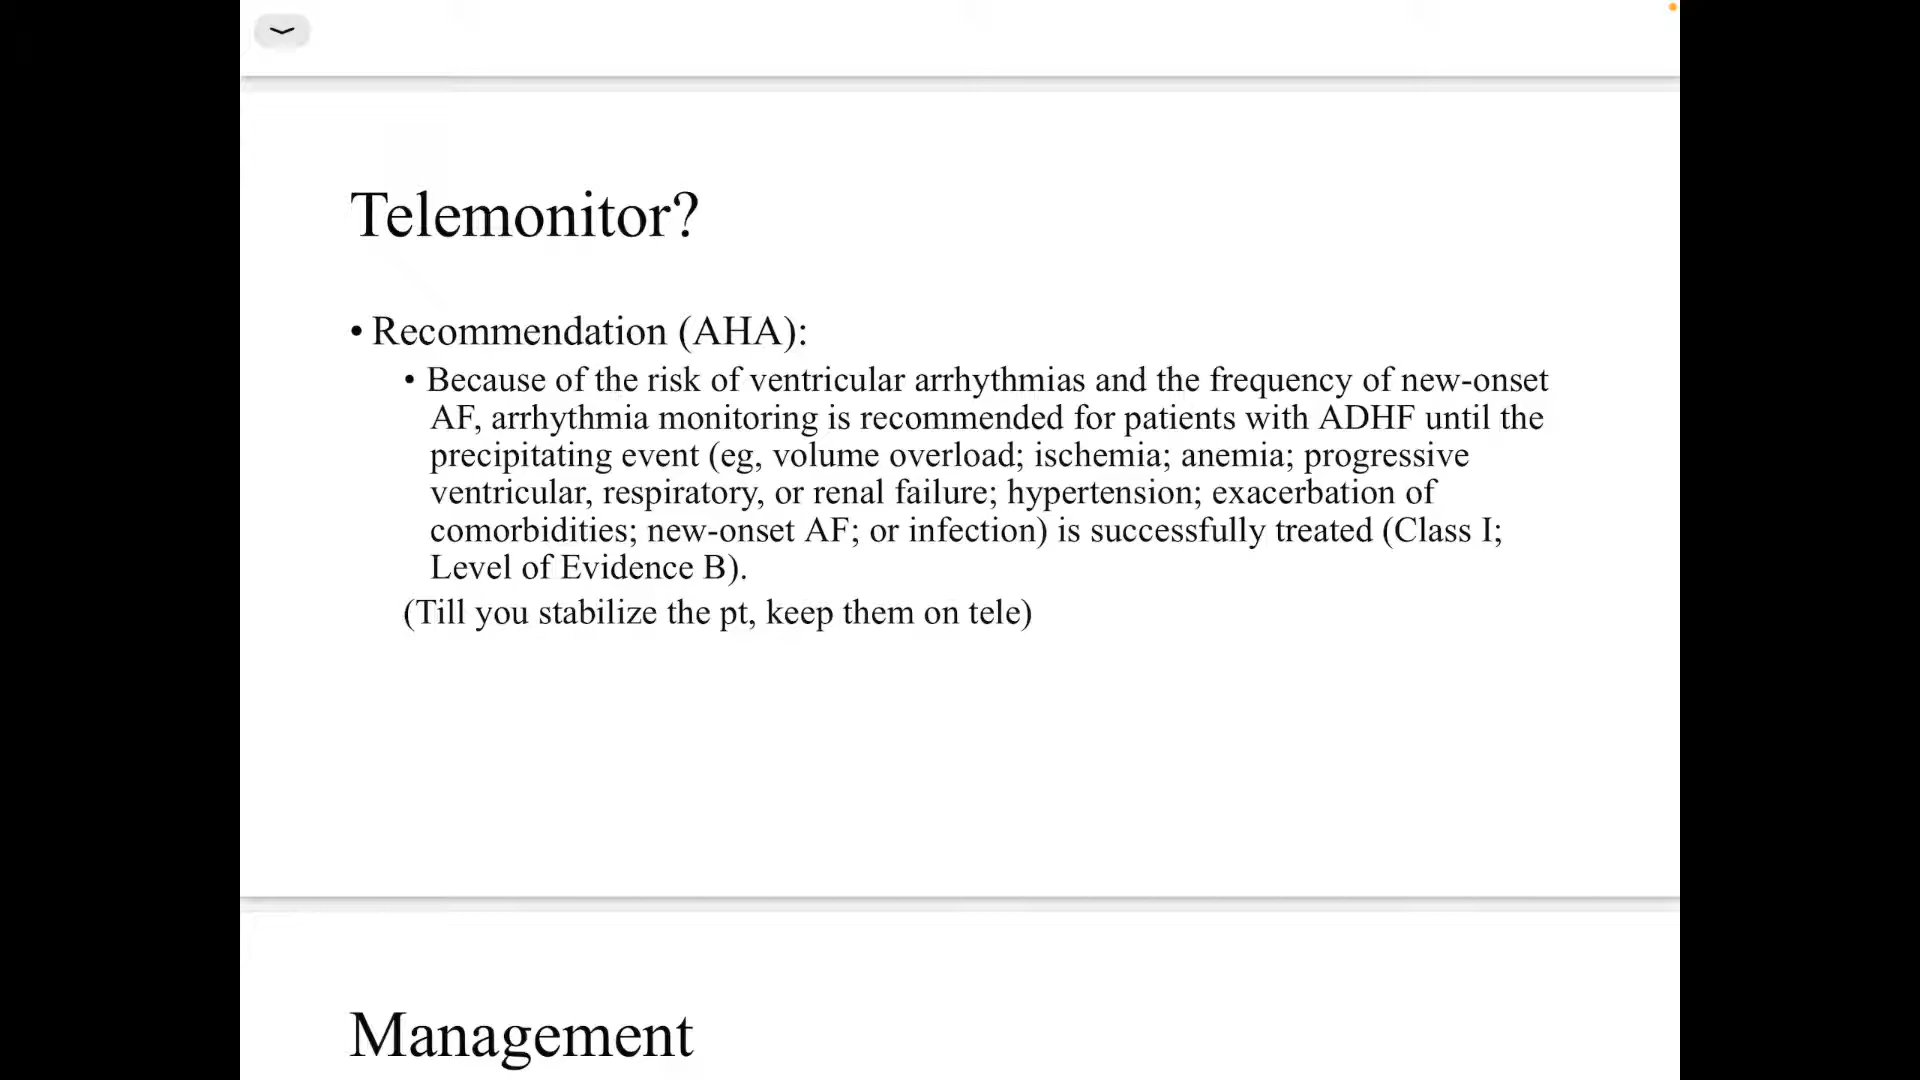 Telemonitor?
• Recommendation (AHA):
• Because of the risk of ventricular arrhythmias and the frequency of new-onset
AF, arrhythmia monitoring is recommended for patients with ADHF until the
precipitating event (eg, volume overload; ischemia; anemia; progressive
ventricular, respiratory, or renal failure; hypertension; exacerbation of
comorbidities; new-onset AF; or infection) is successfully treated (Class I;
Level of Evidence B).
(Till you stabilize the pt, keep them on tele)
Management